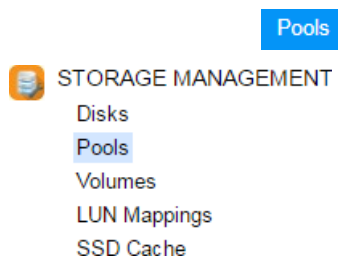 Pools
STORAGE MANAGEMENT
Disks
Pools
Volumes
LUN Mappings
SSD Cache